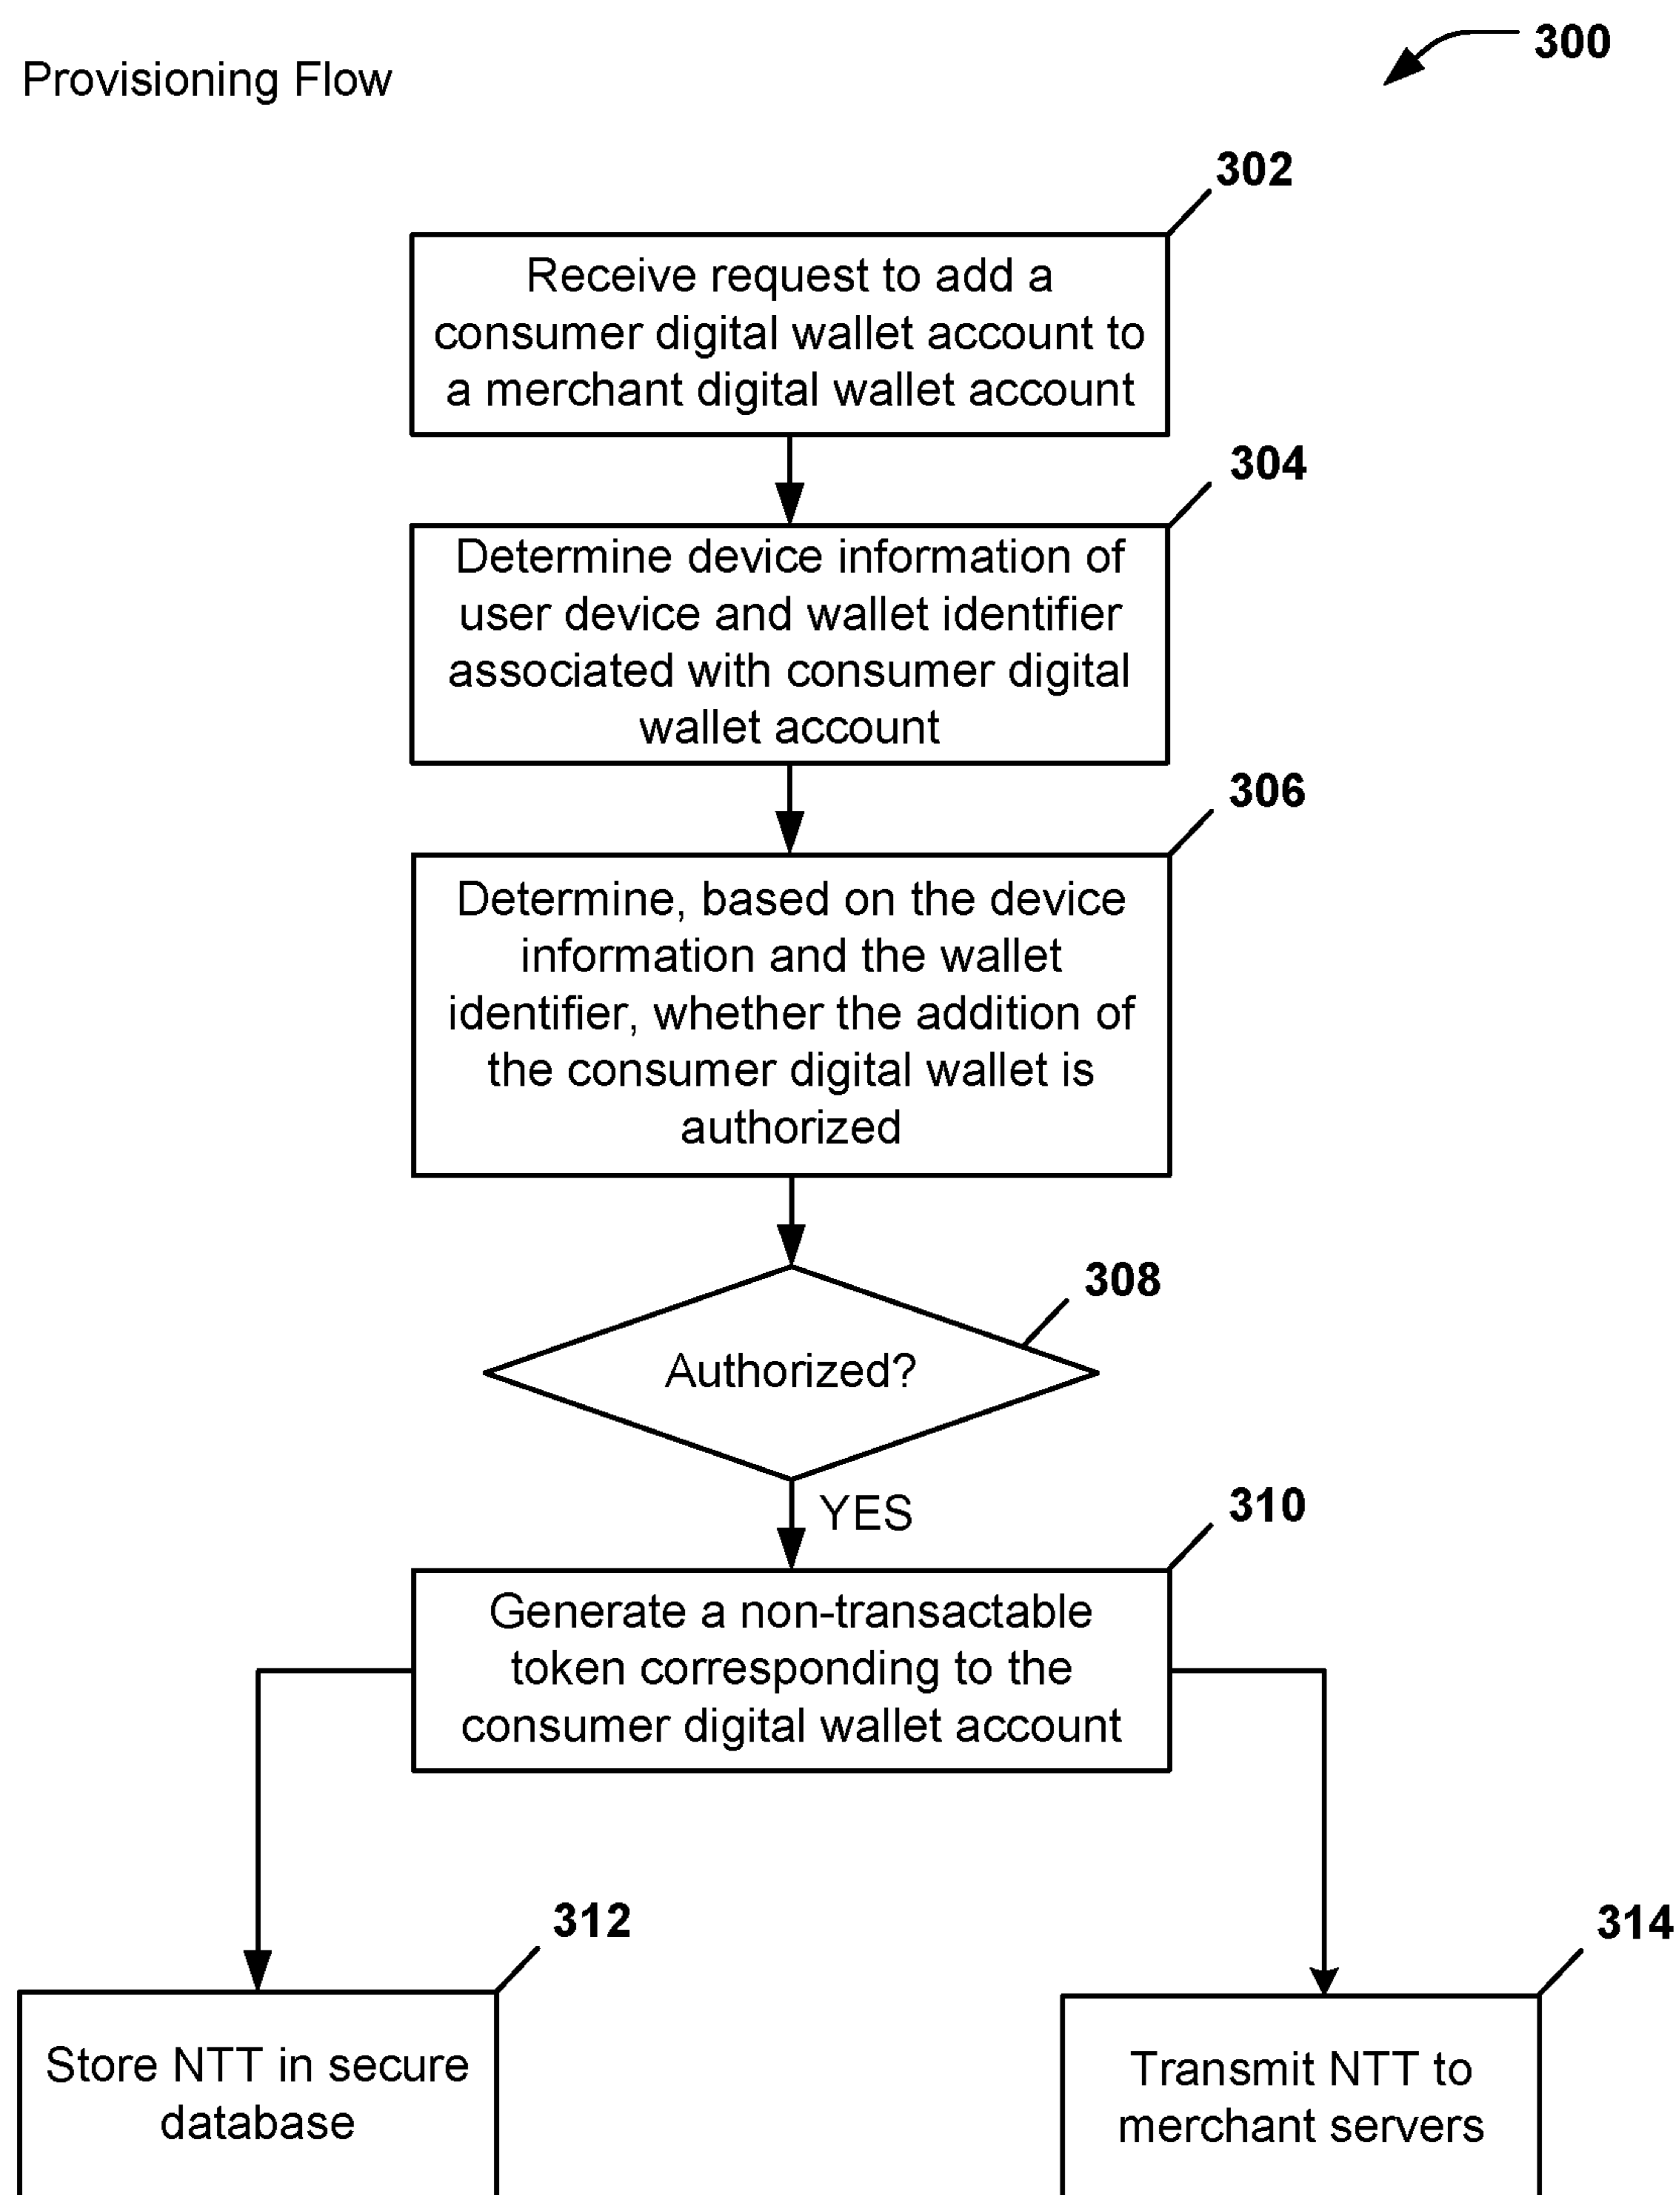 Provisioning Flow
300
302
Receive request to add a
consumer digital wallet account to
a merchant digital wallet account
304
Determine device information of
user device and wallet identifier
associated with consumer digital
wallet account
306
Determine, based on the device
information and the wallet
identifier, whether the addition of
the consumer digital wallet is
authorized
308
Authorized?
YES
310
Generate a non-transactable
token corresponding to the
consumer digital wallet account
312
Store NTT in secure
database
314
Transmit NTT to
merchant servers